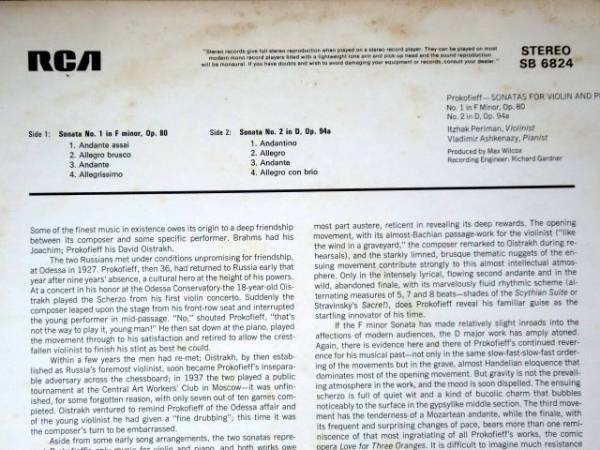 RCA
"Stereo records give full stereo reproduction when played on a stereo record player. They can be played on most
modern mono record players fitted with a lightweight tone arm and pick-up head and the sound reproduction
will be monaural. If you have doubts and wish to avoid damaging your equipment or records, consult your dealer."
STEREO
SB 6824
Prokofieff—SONATAS FOR VIOLIN AND
No. 1 in F Minor, Op. 80
No. 2 in D, Op. 94a
Itzhak Perlman, Violinist
Vladimir Ashkenazy, Pianist
Produced by Max Wilcox
Recording Engineer: Richard Gardner
Side 1: Sonata No. 1 in F minor, Op. 80
1. Andante assai
2. Allegro brusco
3. Andante
4. Allegrissimo
Side 2: Sonata No. 2 in D, Op. 94a
1. Andantino
2. Allegro
3. Andante
4. Allegro con brio
Some of the finest music in existence owes its origin to a deep friendship
between its composer and some specific performer. Brahms had his
Joachim; Prokofieff his David Oistrakh.
The two Russians met under conditions unpromising for friendship,
at Odessa in 1927. Prokofieff, then 36, had returned to Russia early that
year after nine years' absence, a cultural hero at the height of his powers.
At a concert in his honor at the Odessa Conservatory the 18-year-old Ois-
trakh played the Scherzo from his first violin concerto. Suddenly the
composer leaped upon the stage from his front-row seat and interrupted
the young performer in mid-passage. "No," shouted Prokofieff, "that's
not the way to play it, young man!" He then sat down at the piano, played
the movement through to his satisfaction and retired to allow the crest-
fallen violinist to finish his stint as best he could.
Within a few years the men had re-met; Oistrakh, by then estab-
lished as Russia's foremost violinist, soon became Prokofieff's insepara-
ble adversary across the chessboard; in 1937 the two played a public
tournament at the Central Art Workers' Club in Moscow—it was unfin-
ished, for some forgotten reason, with only seven out of ten games com-
pleted. Oistrakh ventured to remind Prokofieff of the Odessa affair and
of the young violinist he had given a "fine drubbing"; this time it was
the composer's turn to be embarrassed.
Aside from some early song arrangements, the two sonatas repre-
Prokofieff's only music for violin and piano, and both works owe
most part austere, reticent in revealing its deep rewards. The opening
movement, with its almost-Bachian passage-work for the violinist ("like
the wind in a graveyard," the composer remarked to Oistrakh during re-
hearsals), and the starkly limned, brusque thematic nuggets of the en-
suing movement contribute strongly to this almost intellectual atmos-
phere. Only in the intensely lyrical, flowing second andante and in the
wild, abandoned finale, with its marvelously fluid rhythmic scheme (al-
ternating measures of 5, 7 and 8 beats—shades of the Scythian Suite or
Stravinsky's Sacre!), does Prokofieff reveal his familiar guise as the
startling innovator of his time.
If the F minor Sonata has made relatively slight inroads into the
affections of modern audiences, the D major work has amply atoned.
Again, there is evidence here and there of Prokofieff's continued rever-
ence for his musical past—not only in the same slow-fast-slow-fast order-
ing of the movements but in the grave, almost Handelian eloquence that
dominates most of the opening movement. But gravity is not the prevail-
ing atmosphere in the work, and the mood is soon dispelled. The ensuing
scherzo is full of quiet wit and a kind of bucolic charm that bubbles
noticeably to the surface in the gypsylike middle section. The third move-
ment has the tenderness of a Mozartean andante, while the finale, with
its frequent and surprising changes of pace, bears more than one remi-
niscence of that most ingratiating of all Prokofieff's works, the comic
opera Love for Three Oranges. It is difficult to imagine much resistance